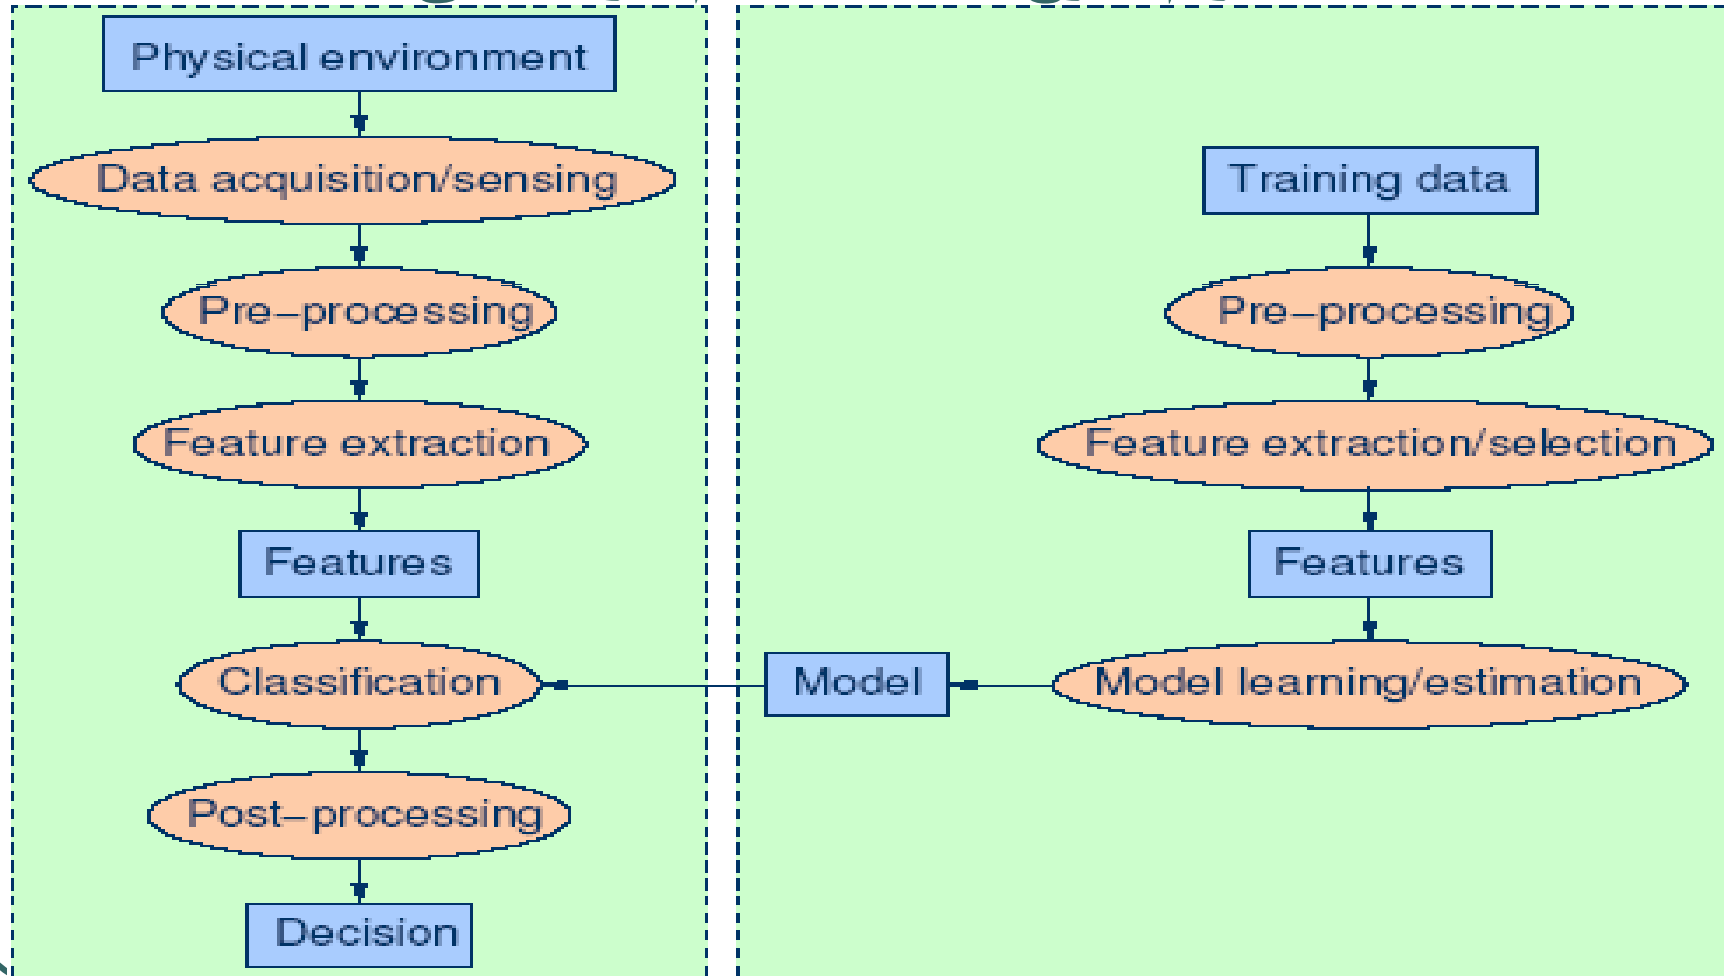 Physical environment
Data acquisition/sensing
Pre–processing
Feature extraction
Features
Classification
Post–processing
Decision
Training data
Pre–processing
Feature extraction/selection
Features
Model learning/estimation
Model